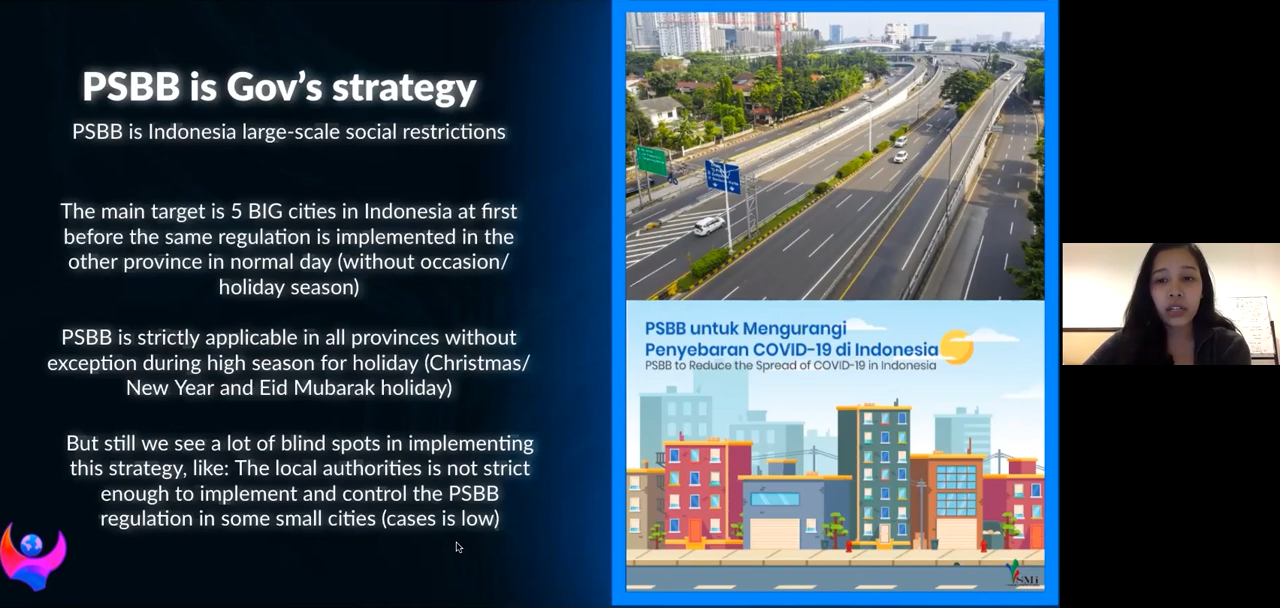 PSBB is Gov’s strategy
PSBB is Indonesia large-scale social restrictions
The main target is 5 BIG cities in Indonesia at first
before the same regulation is implemented in the
other province in normal day (without occasion/
holiday season)
PSBB is strictly applicable in all provinces without
exception during high season for holiday (Christmas/
New Year and Eid Mubarak holiday)
But still we see a lot of blind spots in implementing
this strategy, like: The local authorities is not strict
enough to implement and control the PSBB
regulation in some small cities (cases is low)
PSBB untuk Mengurangi
Penyebaran COVID-19 di Indonesia
PSBB to Reduce the Spread of COVID-19 in Indonesia